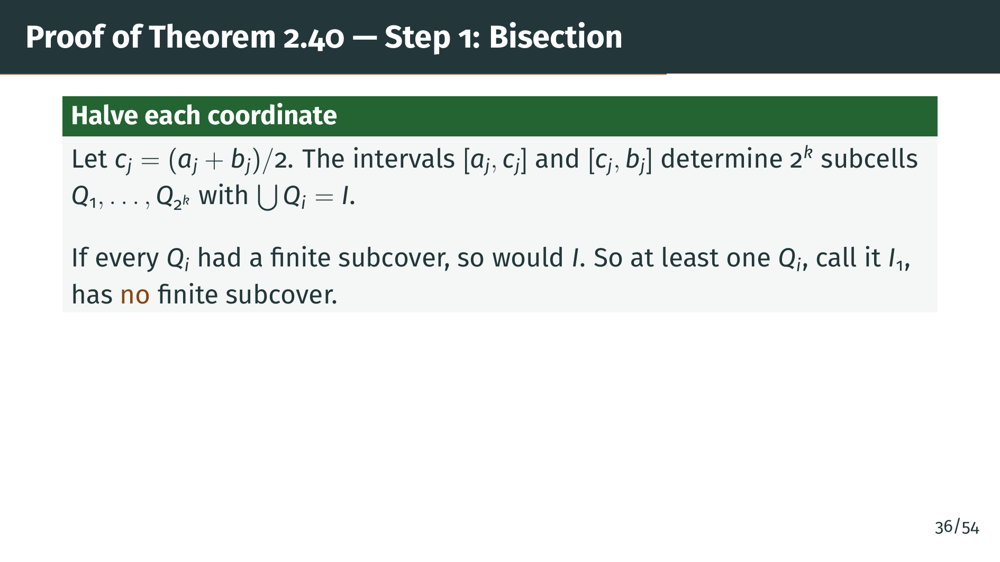 Proof of Theorem 2.40 — Step 1: Bisection
Halve each coordinate
Let $c_j = (a_j + b_j)/2$. The intervals $[a_j, c_j]$ and $[c_j, b_j]$ determine $2^k$ subcells
$Q_1, \ldots, Q_{2^k}$ with $\bigcup Q_i = I$.
If every $Q_i$ had a finite subcover, so would $I$. So at least one $Q_i$, call it $I_1$,
has no finite subcover.
36/54